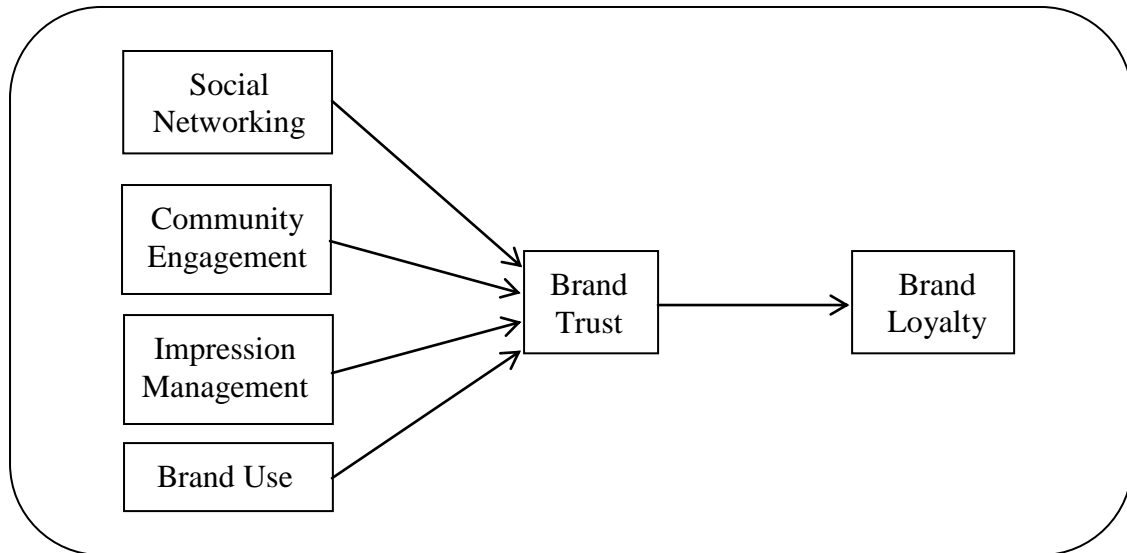 Social
Networking
Community
Engagement
Impression
Management
Brand Use
Brand
Trust
Brand
Loyalty